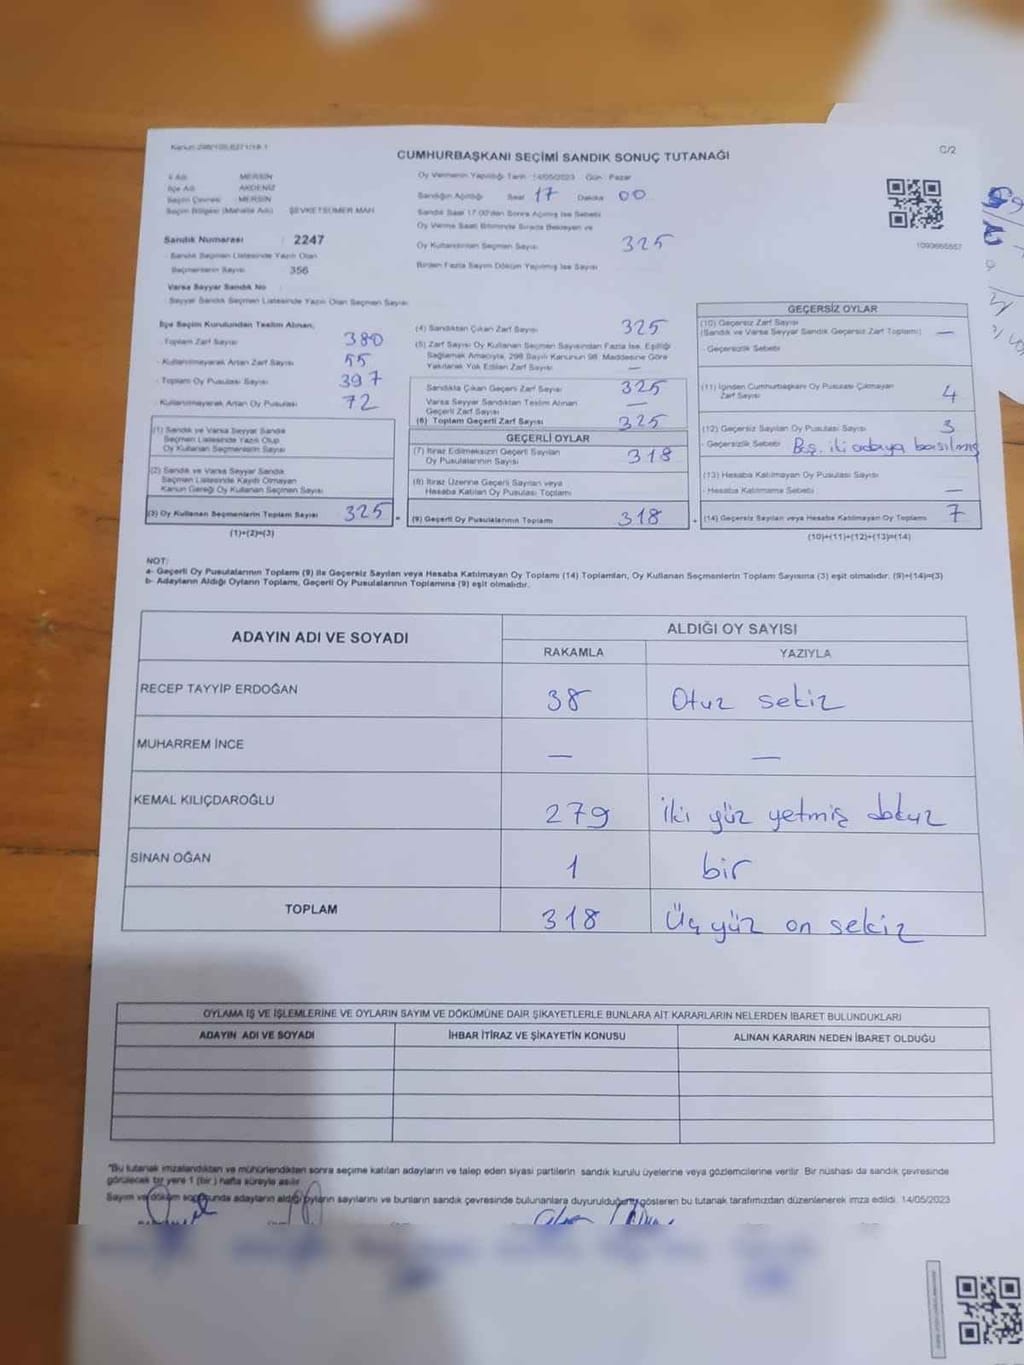 C/2
CUMHURBAŞKANI SEÇİMİ SANDIK SONUÇ TUTANAĞI
İl Adı MERSİN
İlçe Adı AKDENİZ
Seçim Çevresi MERSİN
Seçim Bölgesi (Mahalle Adı) ŞEVKETSÜMER MAH.
Sandık Numarası 2247
Sandık Seçmen Listesinde Yazılı Olan
Seçmenlerin Sayısı 356
Varsa Seyyar Sandık No
Seyyar Sandık Seçmen Listesinde Yazılı Olan Seçmen Sayısı
Oy Vermenin Yapıldığı Tarih : 14/05/2023 Gün : Pazar
Sandığın Açıldığı Saat 17 Dakika 00
Sandık Saat 17.00'den Sonra Açılmış İse Sebebi
Oy Verme Saati Bitiminde Sırada Bekleyen ve
Oy Kullandırılan Seçmen Sayısı 325
Birden Fazla Sayım Döküm Yapılmış İse Sayısı
1093665557
İlçe Seçim Kurulundan Teslim Alınan;
- Toplam Zarf Sayısı 380
- Kullanılmayarak Artan Zarf Sayısı 55
- Toplam Oy Pusulası Sayısı 397
- Kullanılmayarak Artan Oy Pusulası 72
(1) Sandık ve Varsa Seyyar Sandık
Seçmen Listesinde Yazılı Olup
Oy Kullanan Seçmenlerin Sayısı
(2) Sandık ve Varsa Seyyar Sandık
Seçmen Listesinde Kaydı Olmayan
Kanun Gereği Oy Kullanan Seçmenlerin Sayısı
(3) Oy Kullanan Seçmenlerin Toplam Sayısı 325
(1)+(2)=(3)
(4) Sandıktan Çıkan Zarf Sayısı 325
(5) Zarf Sayısı Oy Kullanan Seçmen Sayısından Fazla İse, Eşitliği
Sağlamak Amacıyla, 298 Sayılı Kanunun 98. Maddesine Göre
Yakılarak Yok Edilen Zarf Sayısı —
Sandıkta Çıkan Geçerli Zarf Sayısı 325
Varsa Seyyar Sandıktan Teslim Alınan
Geçerli Zarf Sayısı —
(6) Toplam Geçerli Zarf Sayısı 325
GEÇERLİ OYLAR
(7) İtiraz Edilmeksizin Geçerli Sayılan
Oy Pusulalarının Sayısı 318
(8) İtiraz Üzerine Geçerli Sayılan veya
Hesaba Katılan Oy Pusulası Toplamı
(9) Geçerli Oy Pusulalarının Toplamı 318
GEÇERSİZ OYLAR
(10) Geçersiz Zarf Sayısı
(Sandık ve Varsa Seyyar Sandık Geçersiz Zarf Toplamı) —
- Geçersizlik Sebebi
(11) İçinden Cumhurbaşkanı Oy Pusulası Çıkmayan
Zarf Sayısı 4
(12) Geçersiz Sayılan Oy Pusulası Sayısı 3
- Geçersizlik Sebebi Boş, iki adaya basılmış
(13) Hesaba Katılmayan Oy Pusulası Sayısı
- Hesaba Katılmama Sebebi —
(14) Geçersiz Sayılan veya Hesaba Katılmayan Oy Toplamı 7
(10)+(11)+(12)+(13)=(14)
NOT:
a- Geçerli Oy Pusulalarının Toplamı (9) ile Geçersiz Sayılan veya Hesaba Katılmayan Oy Toplamı (14) Toplamları, Oy Kullanan Seçmenlerin Toplam Sayısına (3) eşit olmalıdır. (9)+(14)=(3)
b- Adayların Aldığı Oyların Toplamı, Geçerli Oy Pusulalarının Toplamına (9) eşit olmalıdır.
ADAYIN ADI VE SOYADI ALDIĞI OY SAYISI
RAKAMLA YAZIYLA
RECEP TAYYİP ERDOĞAN 38 Otuz sekiz
MUHARREM İNCE — —
KEMAL KILIÇDAROĞLU 279 İki yüz yetmiş dokuz
SİNAN OĞAN 1 bir
TOPLAM 318 Üç yüz on sekiz
OYLAMA İŞ VE İŞLEMLERİNE VE OYLARIN SAYIM VE DÖKÜMÜNE DAİR ŞİKAYETLERLE BUNLARA AİT KARARLARIN NELERDEN İBARET BULUNDUKLARI
ADAYIN ADI VE SOYADI İHBAR İTİRAZ VE ŞİKAYETİN KONUSU ALINAN KARARIN NEDEN İBARET OLDUĞU
*Bu tutanak imzalandıktan ve mühürlendikten sonra seçime katılan adayların ve talep eden siyasi partilerin sandık kurulu üyelerine veya gözlemcilerine verilir. Bir nüshası da sandık çevresinde
görülecek bir yere 1 (bir) hafta süreyle asılır.
Sayım ve döküm sonucunda adayların aldığı oyların sayılarını ve bunların sandık çevresinde bulunanlara duyurulduğunu gösteren bu tutanak tarafımızdan düzenlenerek imza edildi. 14/05/2023